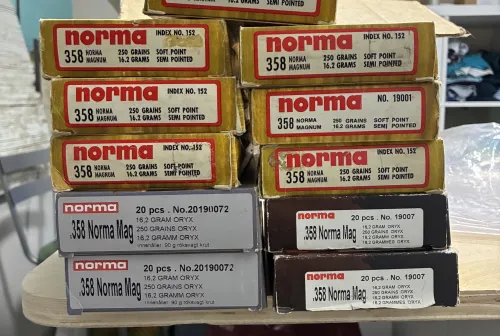 norma INDEX NO. 152
358 NORMA MAGNUM 250 GRAINS 16.2 GRAMS SOFT POINT SEMI POINTED
norma INDEX NO. 152
358 NORMA MAGNUM 250 GRAINS 16.2 GRAMS SOFT POINT SEMI POINTED
norma INDEX NO. 152
358 NORMA MAGNUM 250 GRAINS 16.2 GRAMS SOFT POINT SEMI POINTED
norma 20 pcs . No.20190072
.358 Norma Mag
16,2 GRAM ORYX
250 GRAINS ORYX
16,2 GRAMM ORYX
norma 20 pcs . No.20190072
.358 Norma Mag
16,2 GRAM ORYX
250 GRAINS ORYX
16,2 GRAMM ORYX
16.2 GRAMS SEMI POINTED
norma INDEX NO. 152
358 NORMA MAGNUM 250 GRAINS 16.2 GRAMS SOFT POINT SEMI POINTED
norma NO. 19001
358 NORMA MAGNUM 250 GRAINS 16.2 GRAMS SOFT POINT SEMI POINTED
norma INDEX NO. 152
358 NORMA MAGNUM 250 GRAINS 16.2 GRAMS SOFT POINT SEMI POINTED
norma 20 pcs . No. 19007
.358 Norma Mag
16,2 GRAM ORYX
250 GRAINS ORYX
norma 20 pcs . No. 19007
.358 Norma Mag
16,2 GRAM ORYX
250 GRAINS ORYX
16,2 GRAMM ORYX